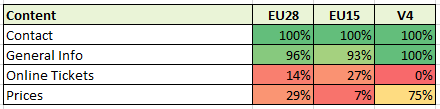 Content EU28 EU15 V4
Contact 100% 100% 100%
General Info 96% 93% 100%
Online Tickets 14% 27% 0%
Prices 29% 7% 75%